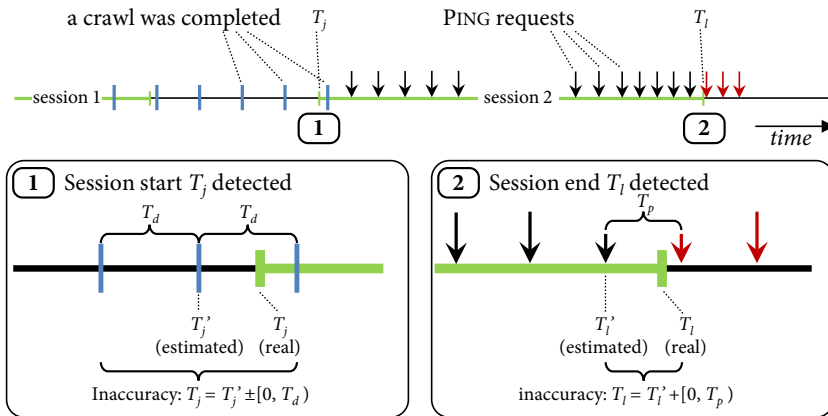 a crawl was completed
T_j
PING requests
T_l
session 1
session 2
1
2
time
1 Session start T_j detected
T_d
T_d
T_j’
(estimated)
T_j
(real)
Inaccuracy: T_j = T_j’ ±[0, T_d )
2 Session end T_l detected
T_p
T_l’
(estimated)
T_l
(real)
inaccuracy: T_l = T_l’ +[0, T_p )